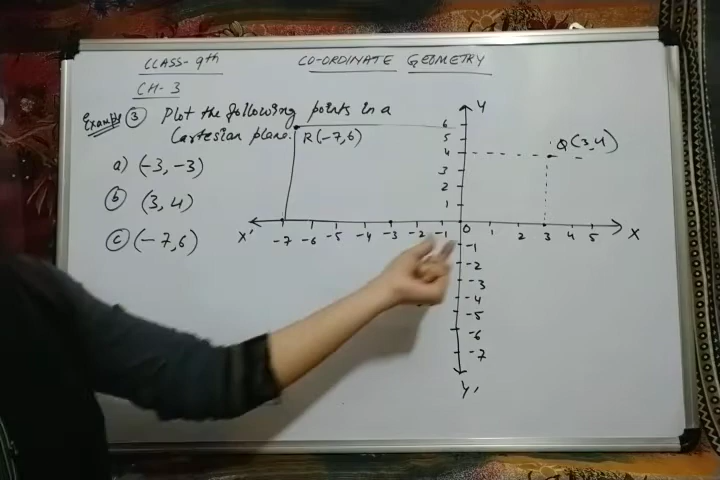 CLASS-9th
CO-ORDINATE GEOMETRY
CH-3
Example ③ Plot the following points in a
Cartesian plane.
a) (-3, -3)
ⓑ (3, 4)
ⓒ (-7, 6)
R(-7, 6)
Q(3, 4)
Y
6
5
4
3
2
1
X' -7 -6 -5 -4 -3 -2 -1 0 1 2 3 4 5 X
-1
-2
-3
-4
-5
-6
-7
Y'